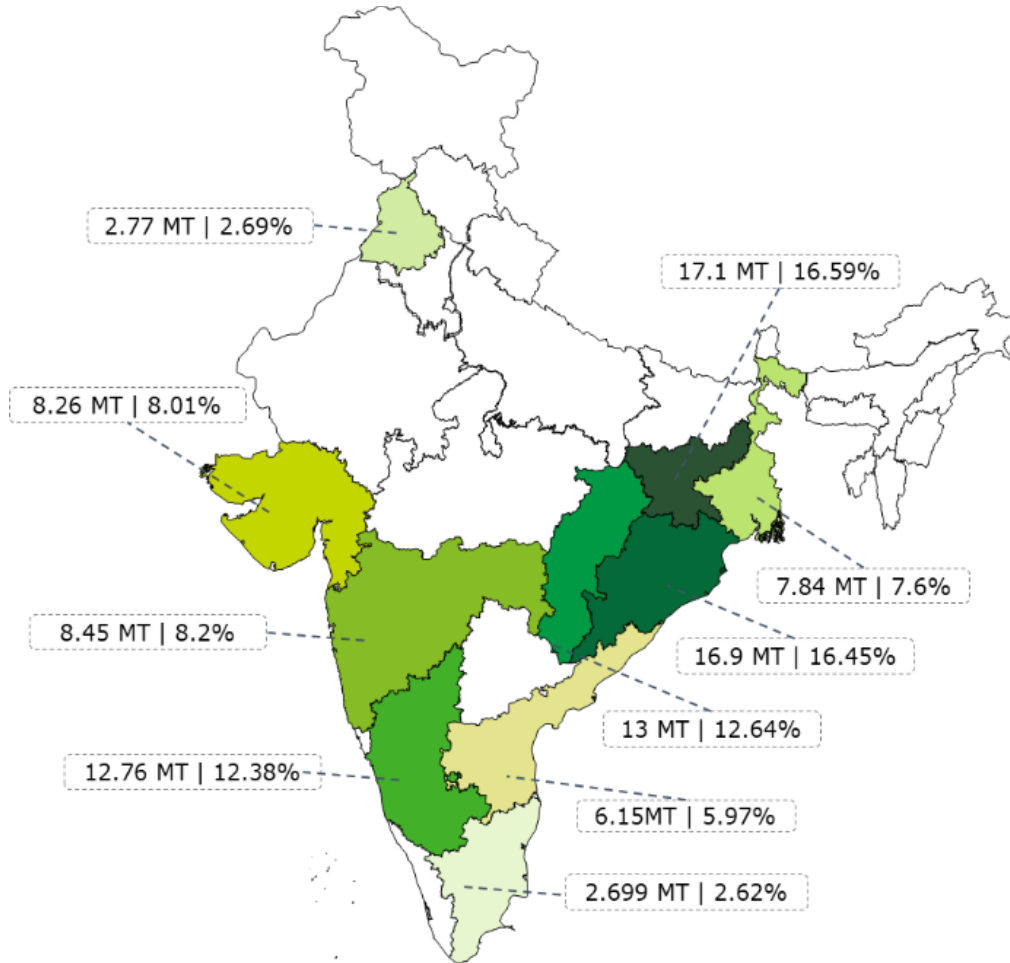 2.77 MT | 2.69%
17.1 MT | 16.59%
8.26 MT | 8.01%
7.84 MT | 7.6%
8.45 MT | 8.2%
16.9 MT | 16.45%
13 MT | 12.64%
12.76 MT | 12.38%
6.15MT | 5.97%
2.699 MT | 2.62%